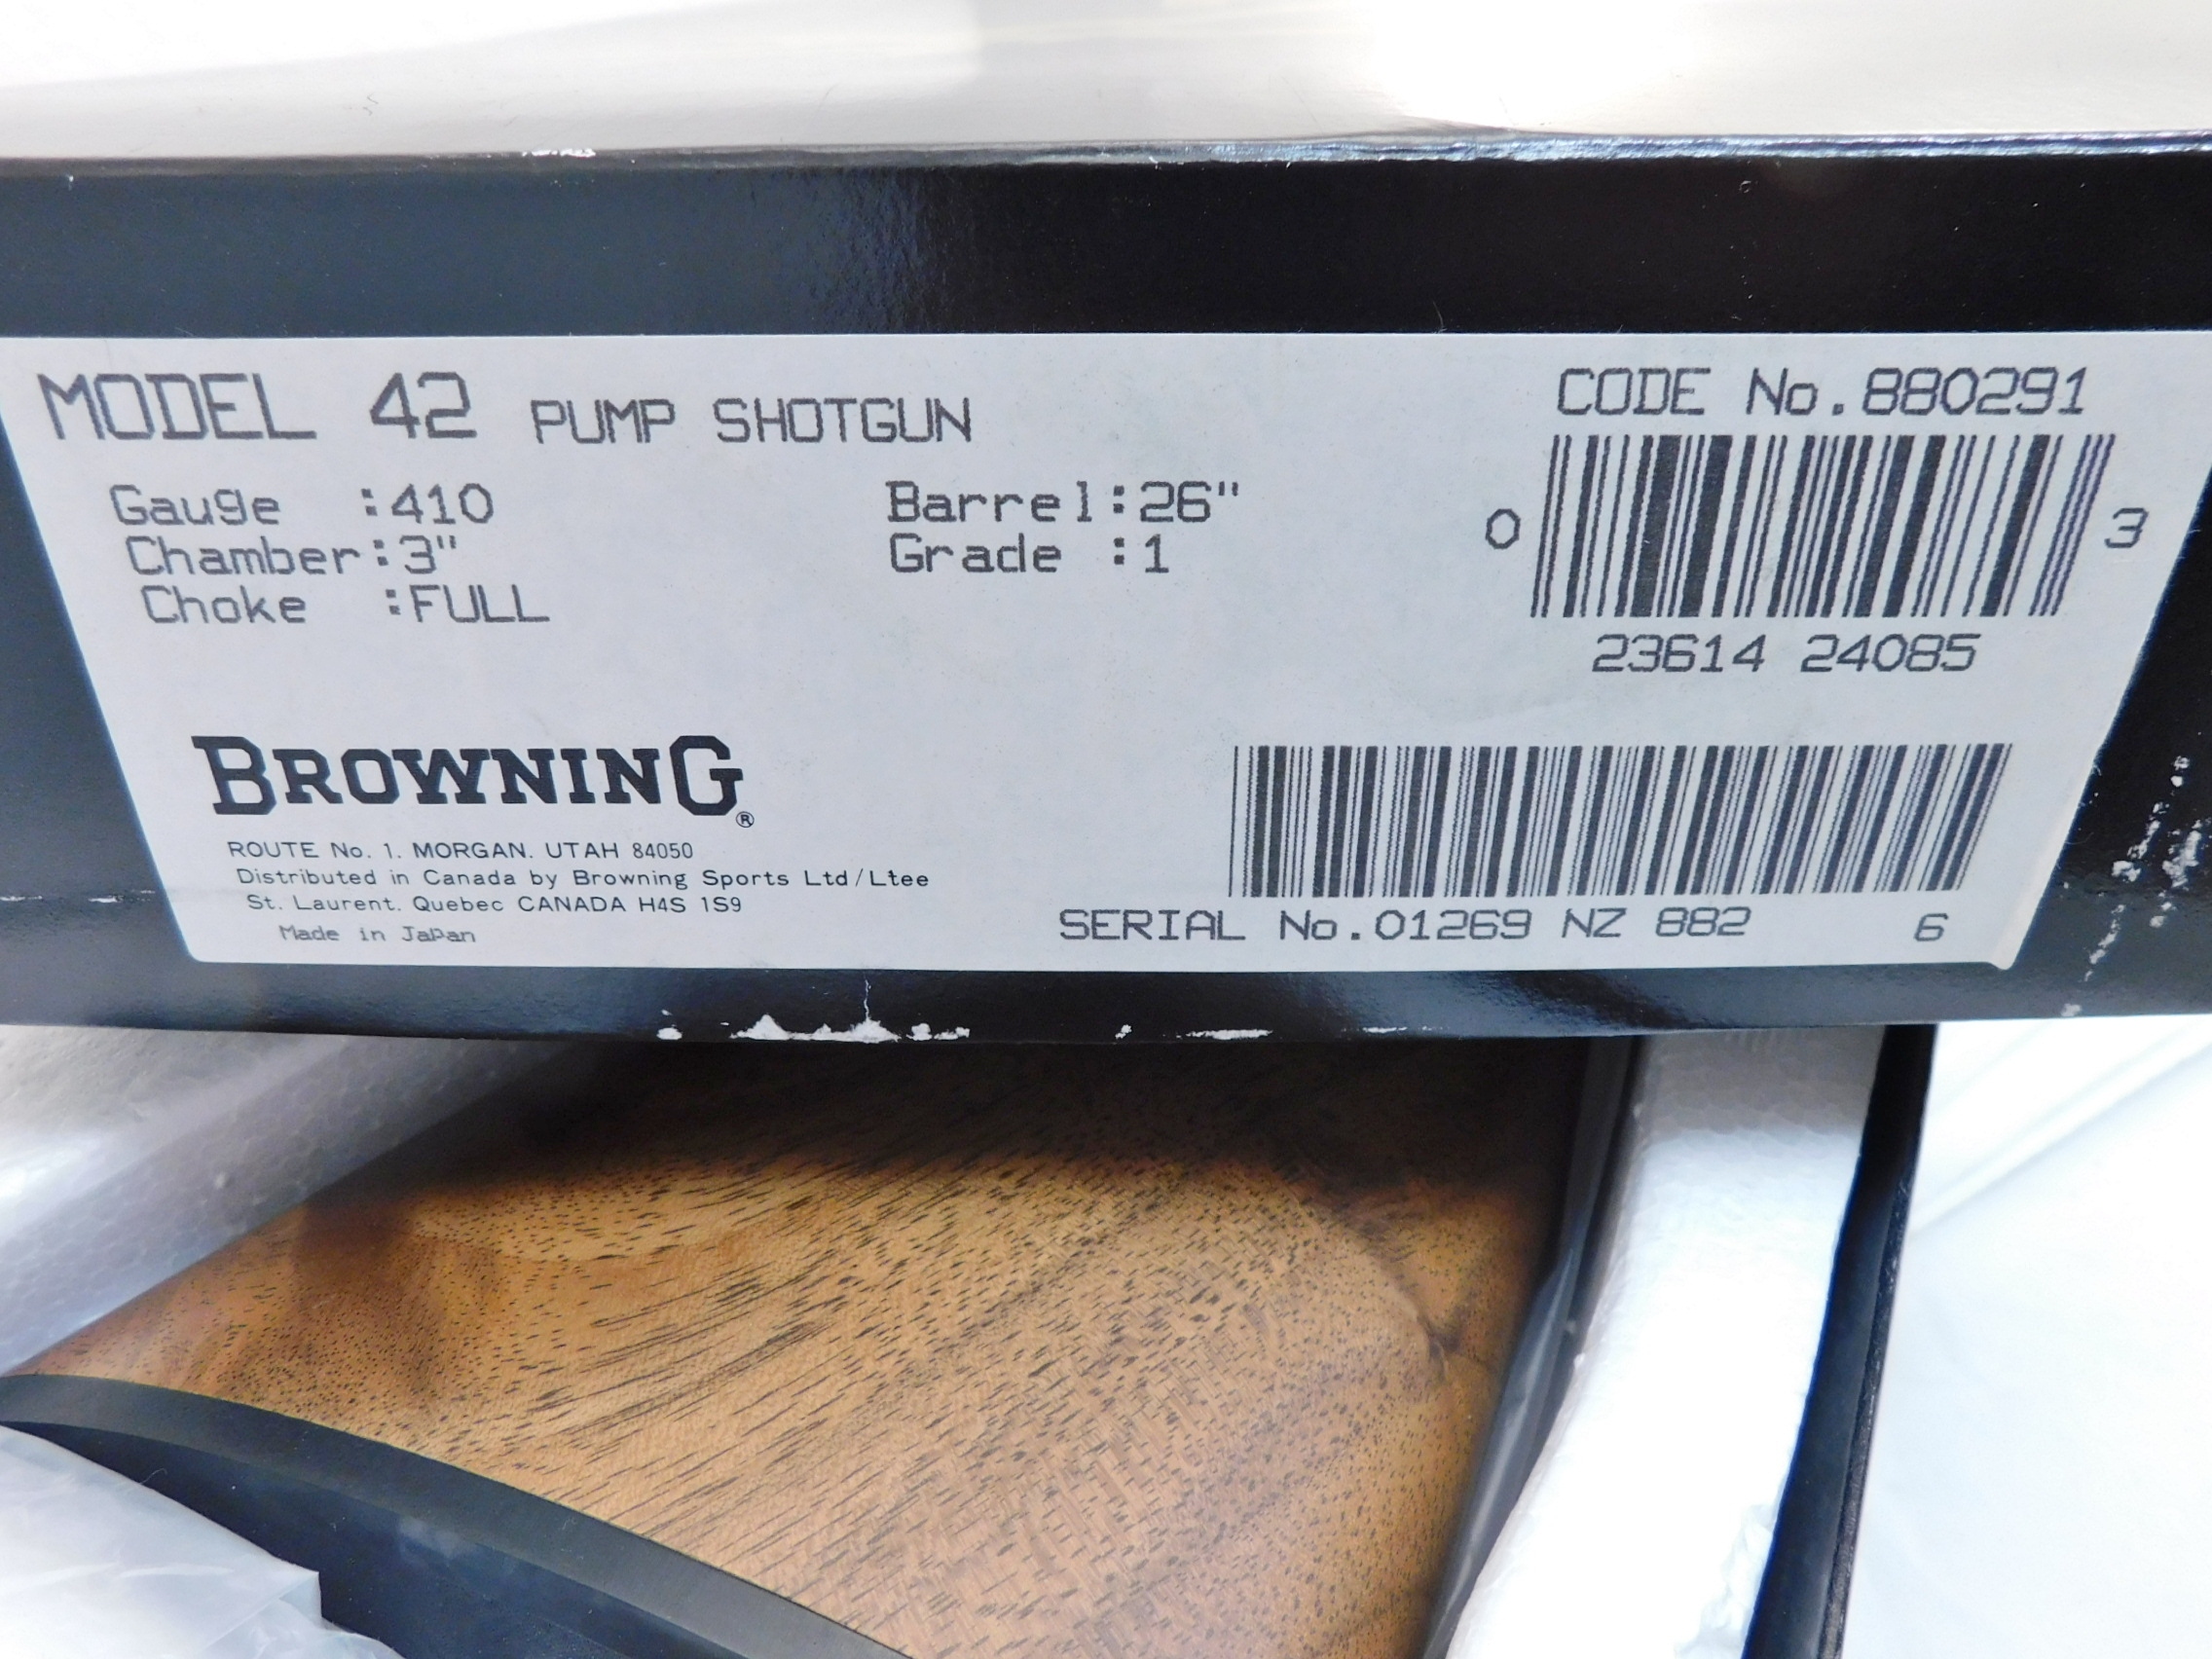 MODEL 42 PUMP SHOTGUN
Gauge :410
Chamber:3"
Choke :FULL
Barrel:26"
Grade :1
CODE No.880291
0 3
23614 24085
BROWNING®
ROUTE No. 1. MORGAN. UTAH 84050
Distributed in Canada by Browning Sports Ltd/Ltee
St. Laurent. Quebec CANADA H4S 1S9
Made in Japan
SERIAL No.01269 NZ 882 6